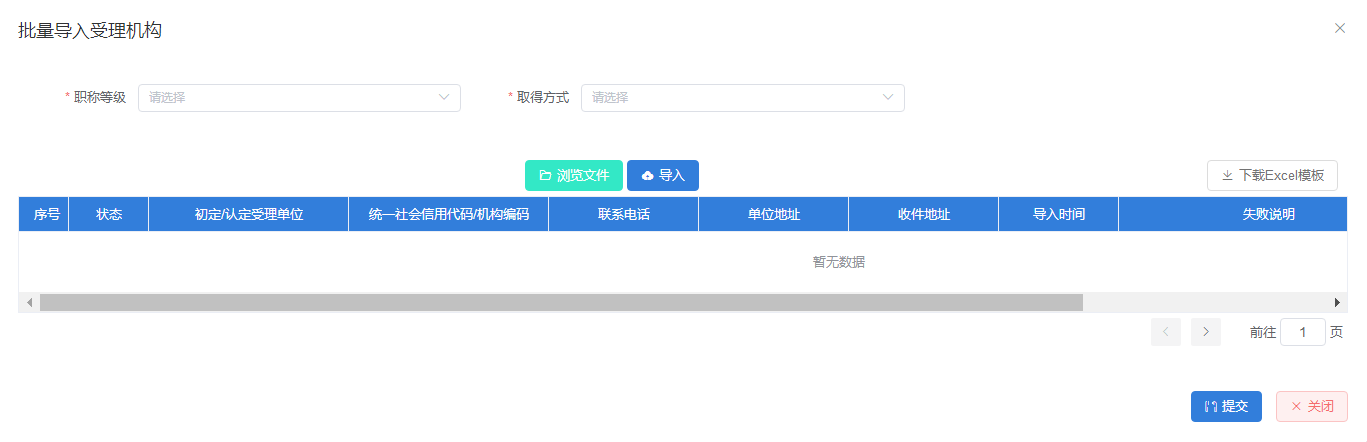 批量导入受理机构
* 职称等级 请选择 * 取得方式 请选择
浏览文件 导入 下载Excel模板
序号 状态 初定/认定受理单位 统一社会信用代码/机构编码 联系电话 单位地址 收件地址 导入时间 失败说明
暂无数据
前往 1 页
提交 关闭